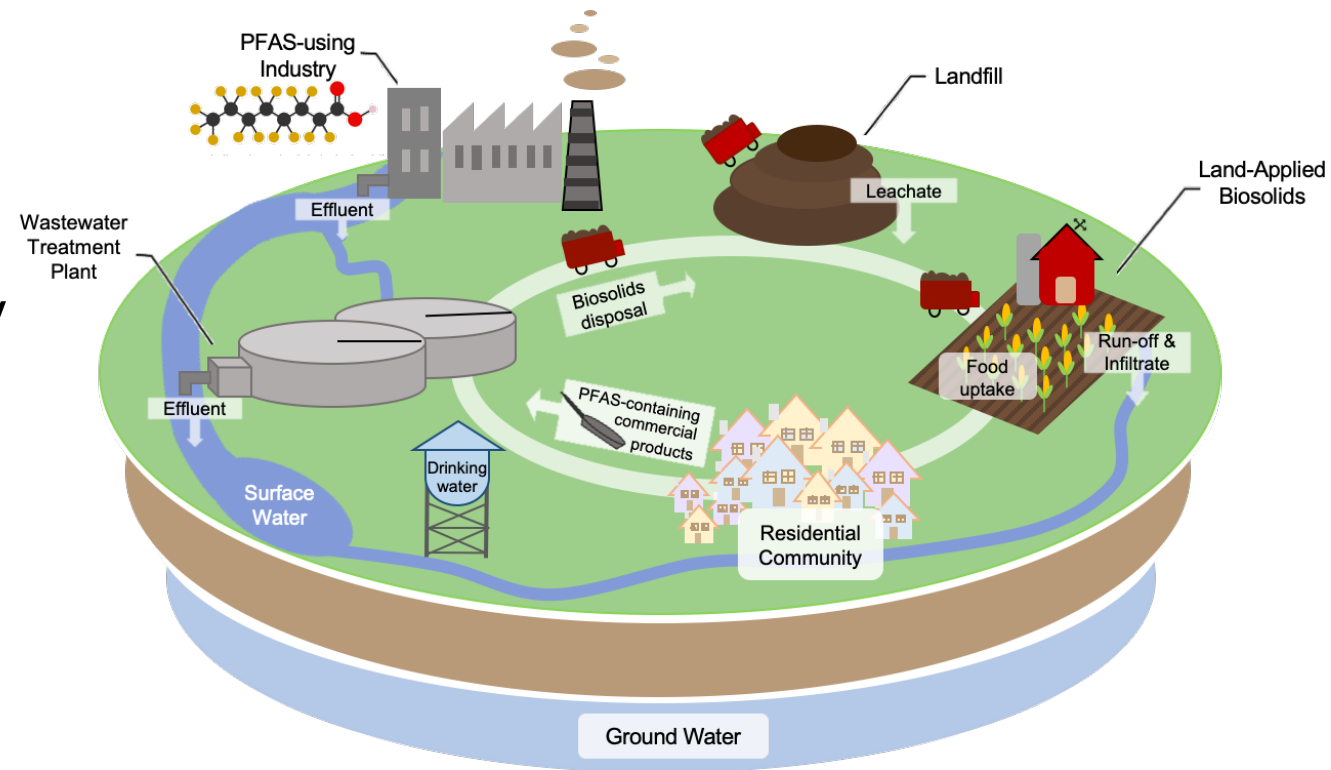 PFAS-using
Industry
Landfill
Land-Applied
Biosolids
Leachate
Effluent
Wastewater
Treatment
Plant
Biosolids
disposal
Run-off &
Infiltrate
Food
uptake
Effluent
PFAS-containing
commercial
products
Drinking
water
Surface
Water
Residential
Community
Ground Water